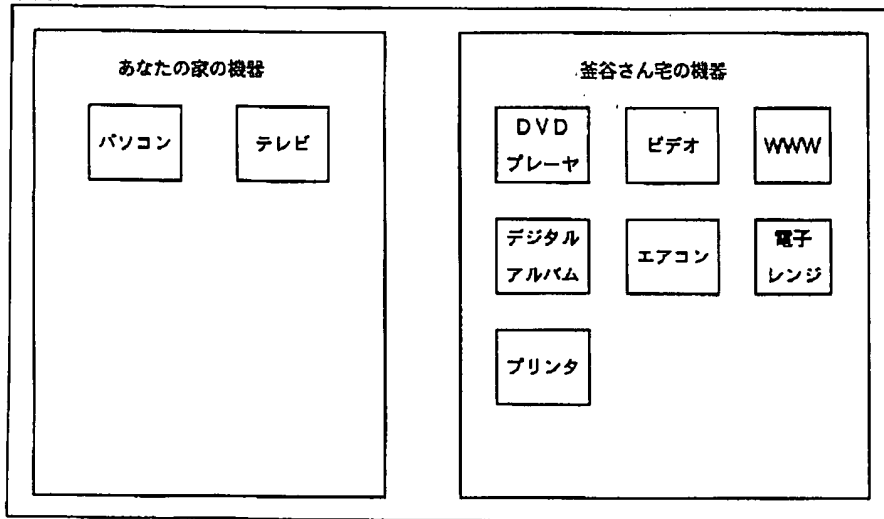 あなたの家の機器
パソコン
テレビ
釜谷さん宅の機器
DVD
プレーヤ
ビデオ
WWW
デジタル
アルバム
エアコン
電子
レンジ
プリンタ